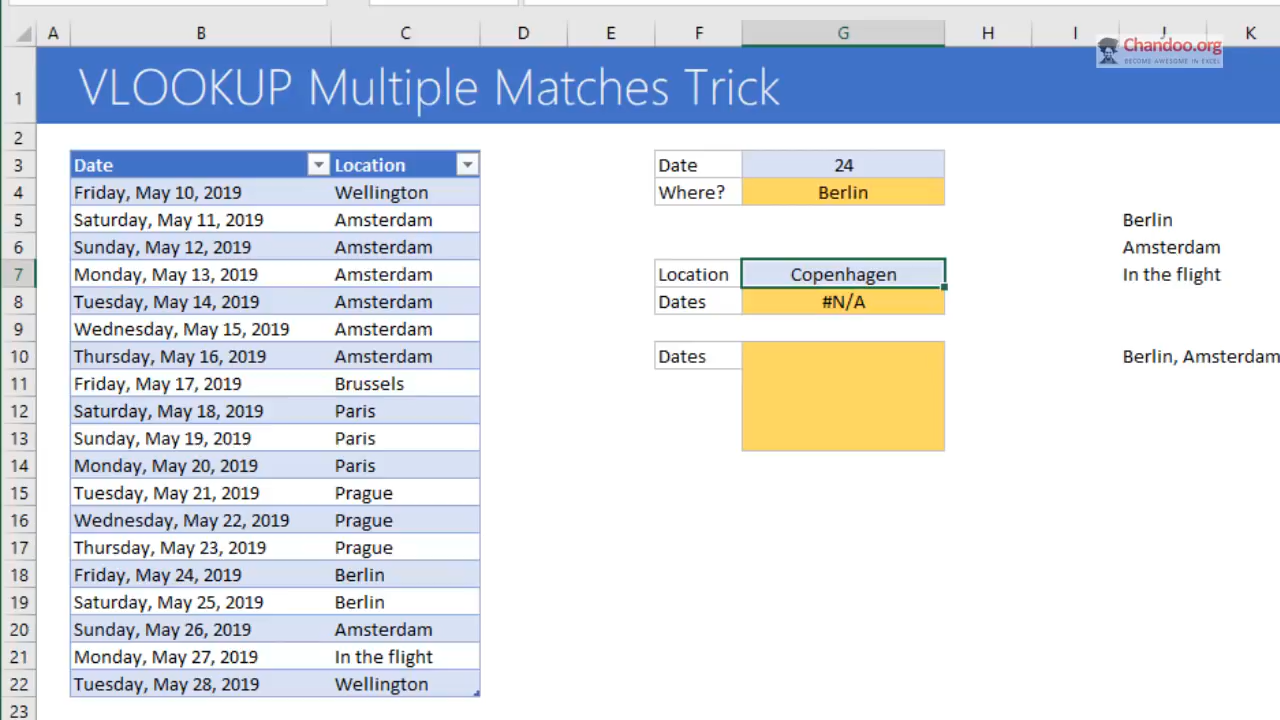 A B C D E F G H I J K
Chandoo.org
BECOME AWESOME IN EXCEL
1 VLOOKUP Multiple Matches Trick
2
3 Date Location Date 24
4 Friday, May 10, 2019 Wellington Where? Berlin
5 Saturday, May 11, 2019 Amsterdam Berlin
6 Sunday, May 12, 2019 Amsterdam Amsterdam
7 Monday, May 13, 2019 Amsterdam Location Copenhagen In the flight
8 Tuesday, May 14, 2019 Amsterdam Dates #N/A
9 Wednesday, May 15, 2019 Amsterdam
10 Thursday, May 16, 2019 Amsterdam Dates Berlin, Amsterdam
11 Friday, May 17, 2019 Brussels
12 Saturday, May 18, 2019 Paris
13 Sunday, May 19, 2019 Paris
14 Monday, May 20, 2019 Paris
15 Tuesday, May 21, 2019 Prague
16 Wednesday, May 22, 2019 Prague
17 Thursday, May 23, 2019 Prague
18 Friday, May 24, 2019 Berlin
19 Saturday, May 25, 2019 Berlin
20 Sunday, May 26, 2019 Amsterdam
21 Monday, May 27, 2019 In the flight
22 Tuesday, May 28, 2019 Wellington
23